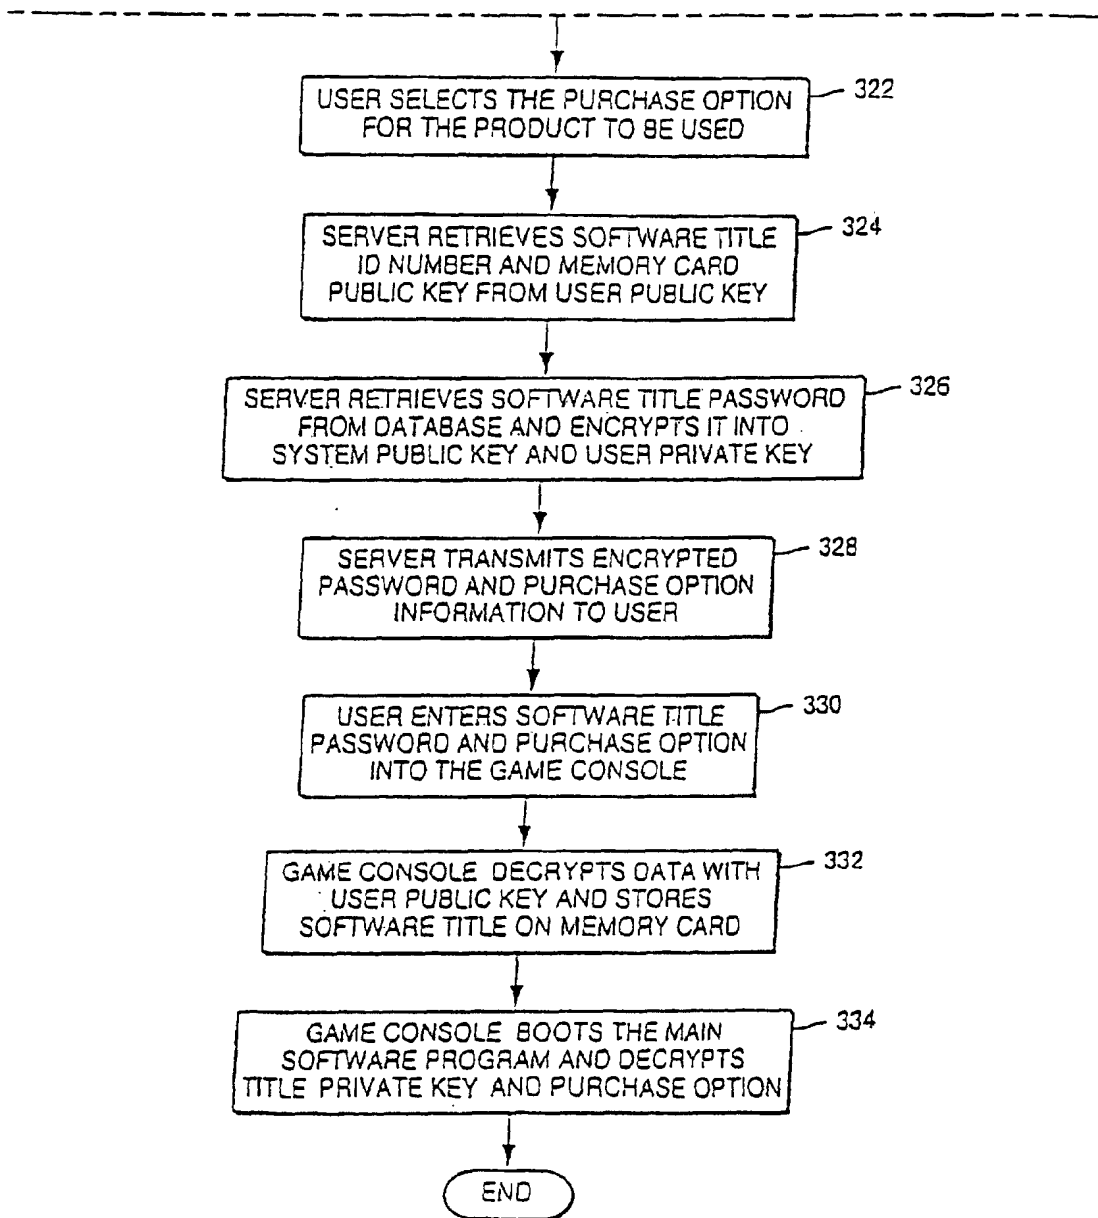 USER SELECTS THE PURCHASE OPTION
FOR THE PRODUCT TO BE USED
322
SERVER RETRIEVES SOFTWARE TITLE
ID NUMBER AND MEMORY CARD
PUBLIC KEY FROM USER PUBLIC KEY
324
SERVER RETRIEVES SOFTWARE TITLE PASSWORD
FROM DATABASE AND ENCRYPTS IT INTO
SYSTEM PUBLIC KEY AND USER PRIVATE KEY
326
SERVER TRANSMITS ENCRYPTED
PASSWORD AND PURCHASE OPTION
INFORMATION TO USER
328
USER ENTERS SOFTWARE TITLE
PASSWORD AND PURCHASE OPTION
INTO THE GAME CONSOLE
330
GAME CONSOLE DECRYPTS DATA WITH
USER PUBLIC KEY AND STORES
SOFTWARE TITLE ON MEMORY CARD
332
GAME CONSOLE BOOTS THE MAIN
SOFTWARE PROGRAM AND DECRYPTS
TITLE PRIVATE KEY AND PURCHASE OPTION
334
END